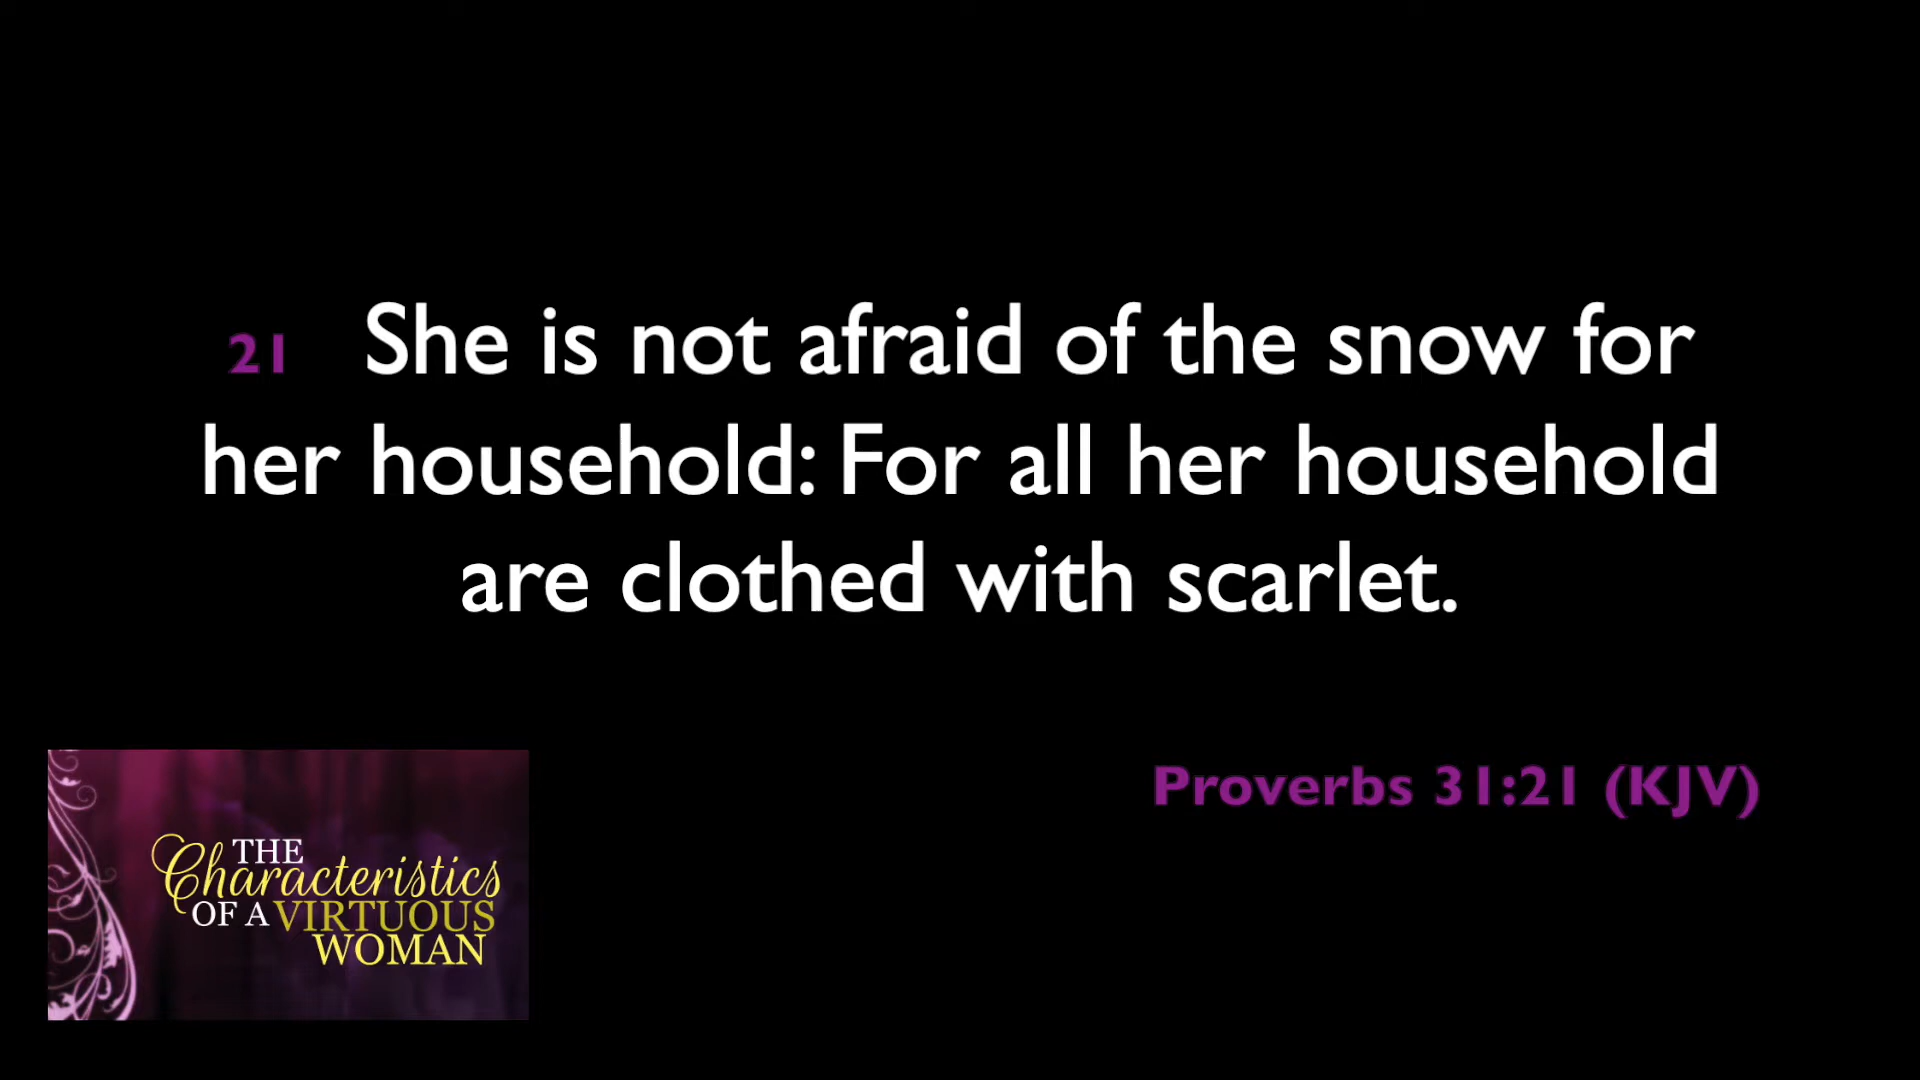 21 She is not afraid of the snow for
her household: For all her household
are clothed with scarlet.
Proverbs 31:21 (KJV)
THE
Characteristics
OF A VIRTUOUS
WOMAN